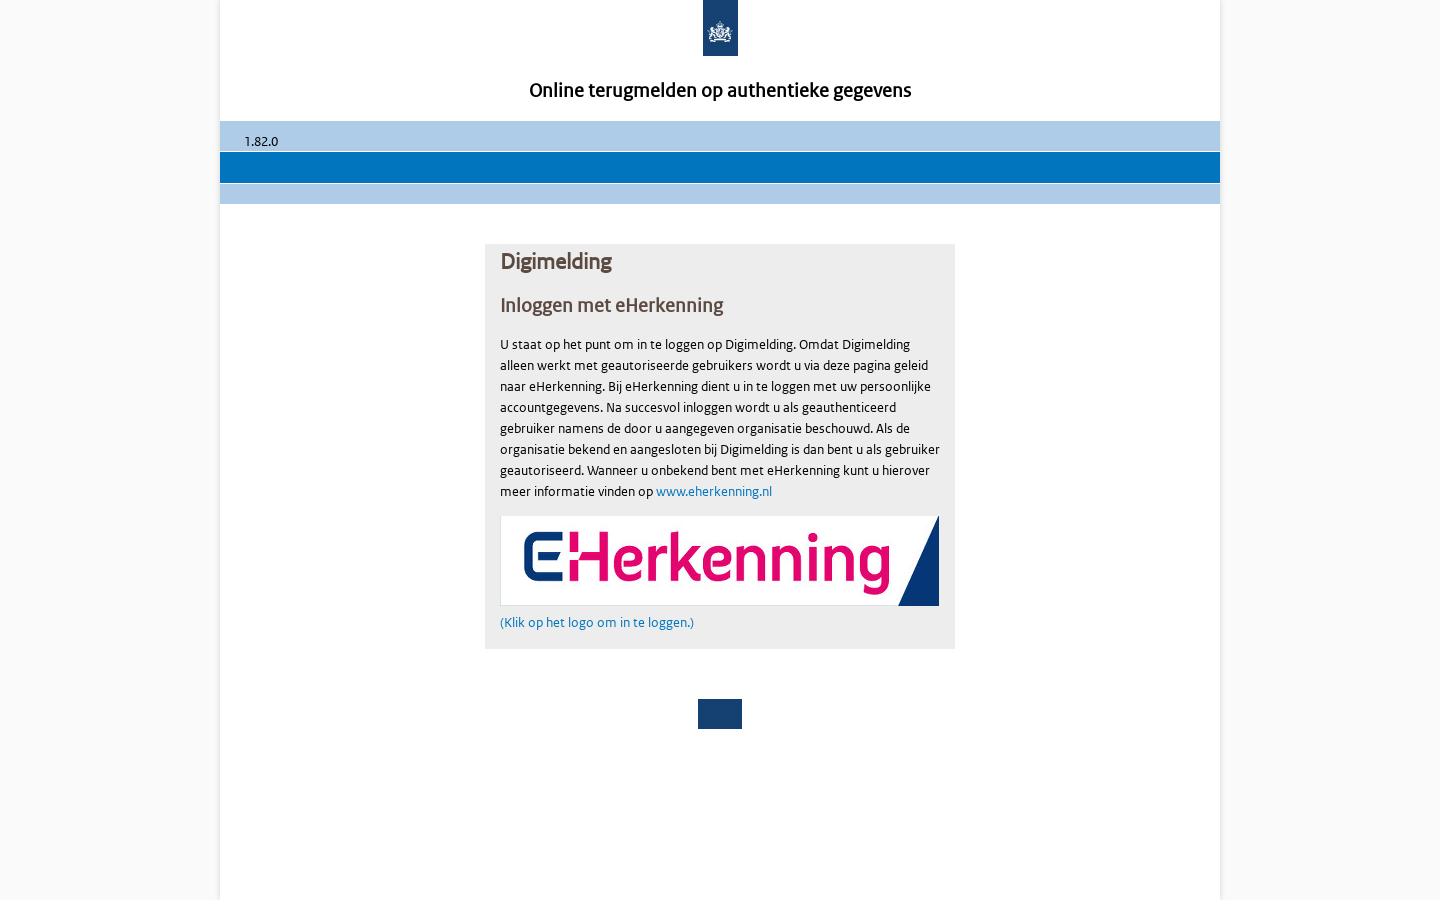 Online terugmelden op authentieke gegevens
1.82.0
Digimelding
Inloggen met eHerkenning
U staat op het punt om in te loggen op Digimelding. Omdat Digimelding
alleen werkt met geautoriseerde gebruikers wordt u via deze pagina geleid
naar eHerkenning. Bij eHerkenning dient u in te loggen met uw persoonlijke
accountgegevens. Na succesvol inloggen wordt u als geauthenticeerd
gebruiker namens de door u aangegeven organisatie beschouwd. Als de
organisatie bekend en aangesloten bij Digimelding is dan bent u als gebruiker
geautoriseerd. Wanneer u onbekend bent met eHerkenning kunt u hierover
meer informatie vinden op www.eherkenning.nl
EHerkenning
(Klik op het logo om in te loggen.)